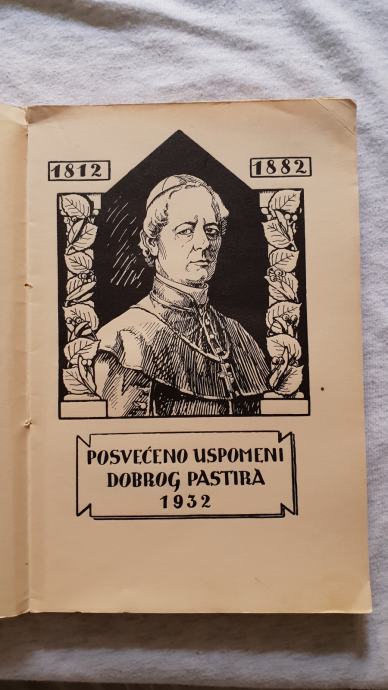 1812
1882
POSVEĆENO USPOMENI
DOBROG PASTIRA
1932